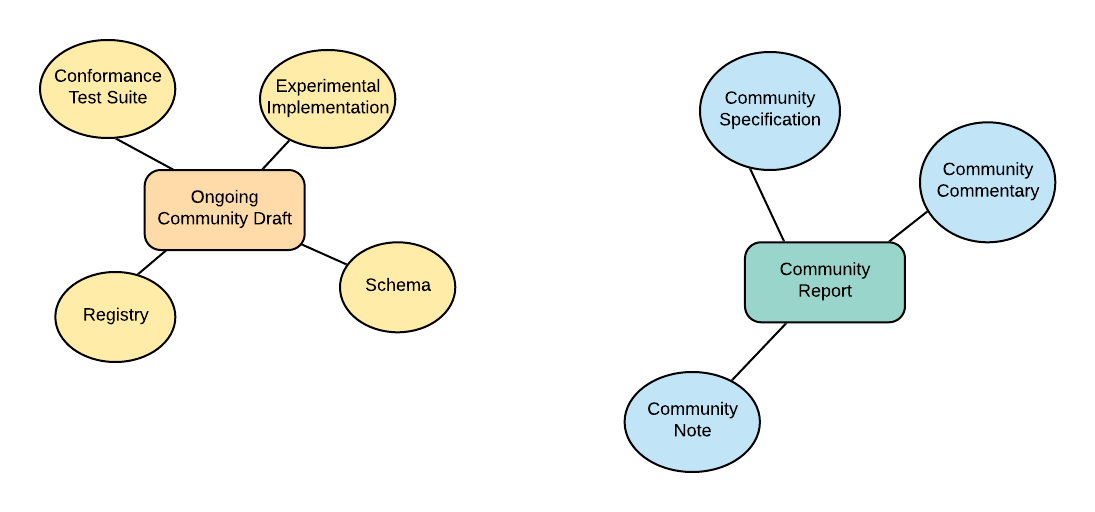 Conformance
Test Suite
Experimental
Implementation
Ongoing
Community Draft
Registry
Schema
Community
Specification
Community
Commentary
Community
Report
Community
Note